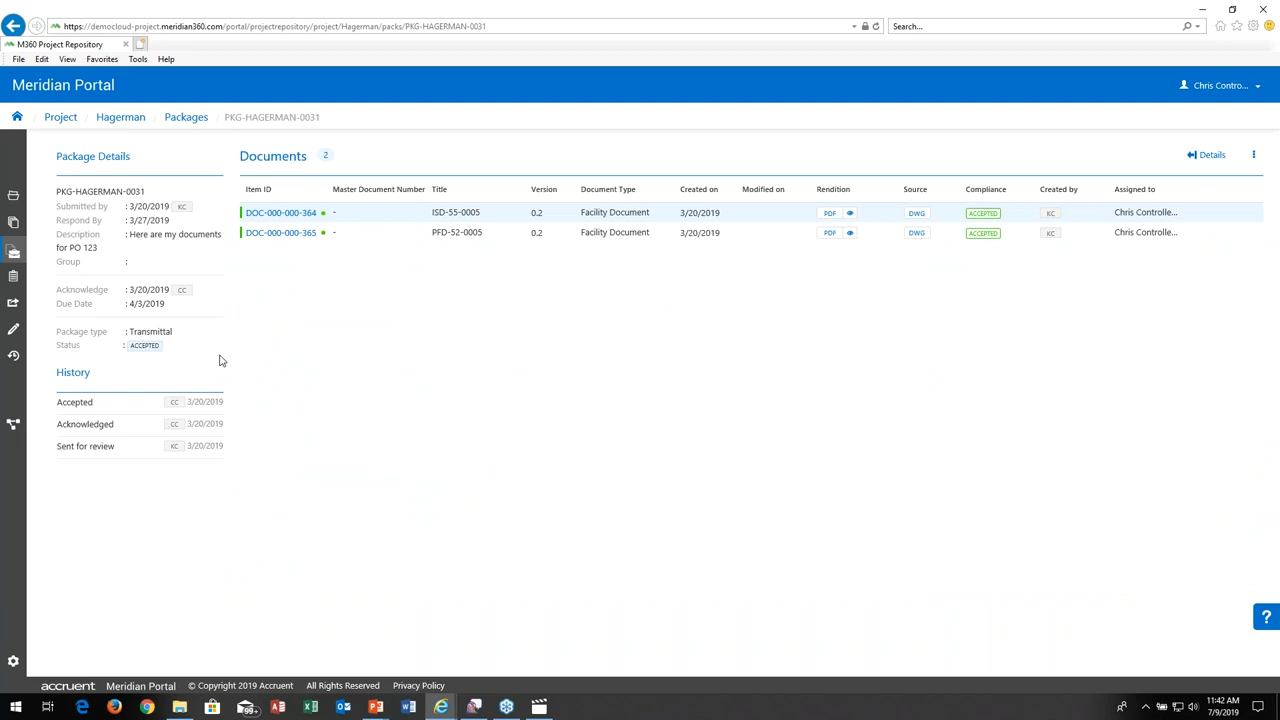 https://democloud-project.meridian360.com/portal/projectrepository/project/Hagerman/packs/PKG-HAGERMAN-0031
Search...
M360 Project Repository
File Edit View Favorites Tools Help
Meridian Portal
Chris Contro...
/ Project / Hagerman / Packages / PKG-HAGERMAN-0031
Package Details
PKG-HAGERMAN-0031
Submitted by : 3/20/2019 KC
Respond By : 3/27/2019
Description : Here are my documents
for PO 123
Group :
Acknowledge : 3/20/2019 CC
Due Date : 4/3/2019
Package type : Transmittal
Status : ACCEPTED
History
Accepted CC 3/20/2019
Acknowledged CC 3/20/2019
Sent for review KC 3/20/2019
Documents 2
Details
Item ID Master Document Number Title Version Document Type Created on Modified on Rendition Source Compliance Created by Assigned to
DOC-000-000-364 - ISD-55-0005 0.2 Facility Document 3/20/2019 PDF DWG ACCEPTED KC Chris Controlle...
DOC-000-000-365 - PFD-52-0005 0.2 Facility Document 3/20/2019 PDF DWG ACCEPTED KC Chris Controlle...
?
accruent Meridian Portal © Copyright 2019 Accruent All Rights Reserved Privacy Policy
99+
11:42 AM
7/9/2019